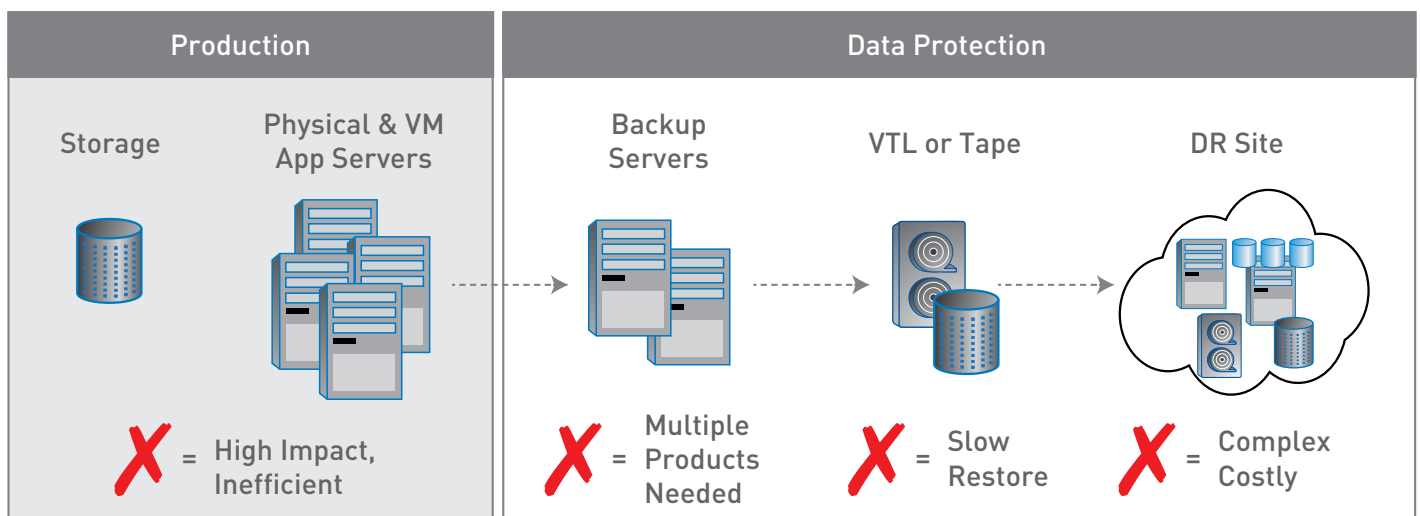 Production
Data Protection
Storage
Physical & VM
App Servers
Backup
Servers
VTL or Tape
DR Site
= High Impact,
Inefficient
= Multiple
Products
Needed
= Slow
Restore
= Complex
Costly